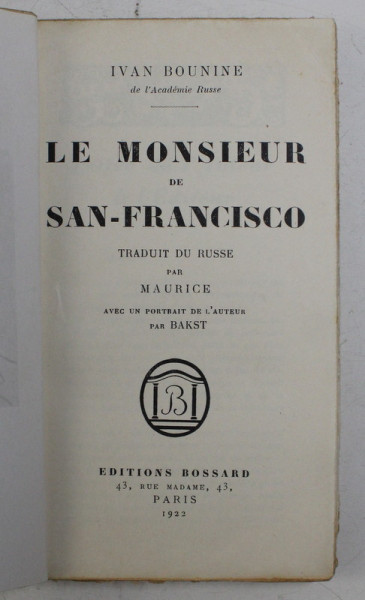 IVAN BOUNINE
de l'Académie Russe
LE MONSIEUR
DE
SAN-FRANCISCO
TRADUIT DU RUSSE
PAR
MAURICE
AVEC UN PORTRAIT DE L'AUTEUR
PAR BAKST
B
EDITIONS BOSSARD
43, RUE MADAME, 43,
PARIS
1922